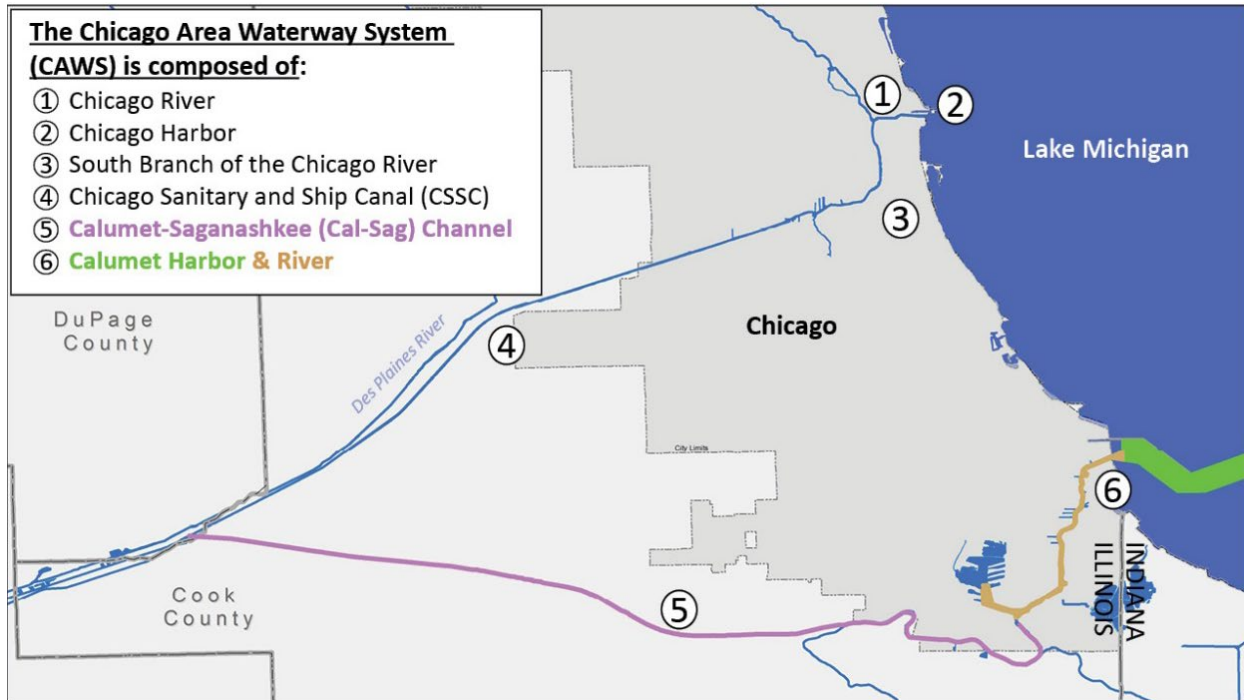 The Chicago Area Waterway System
(CAWS) is composed of:
① Chicago River
② Chicago Harbor
③ South Branch of the Chicago River
④ Chicago Sanitary and Ship Canal (CSSC)
⑤ Calumet-Saganashkee (Cal-Sag) Channel
⑥ Calumet Harbor & River
①
②
Lake Michigan
③
DuPage
County
Des Plaines River
④
Chicago
City Limits
⑥
INDIANA
ILLINOIS
Cook
County
⑤